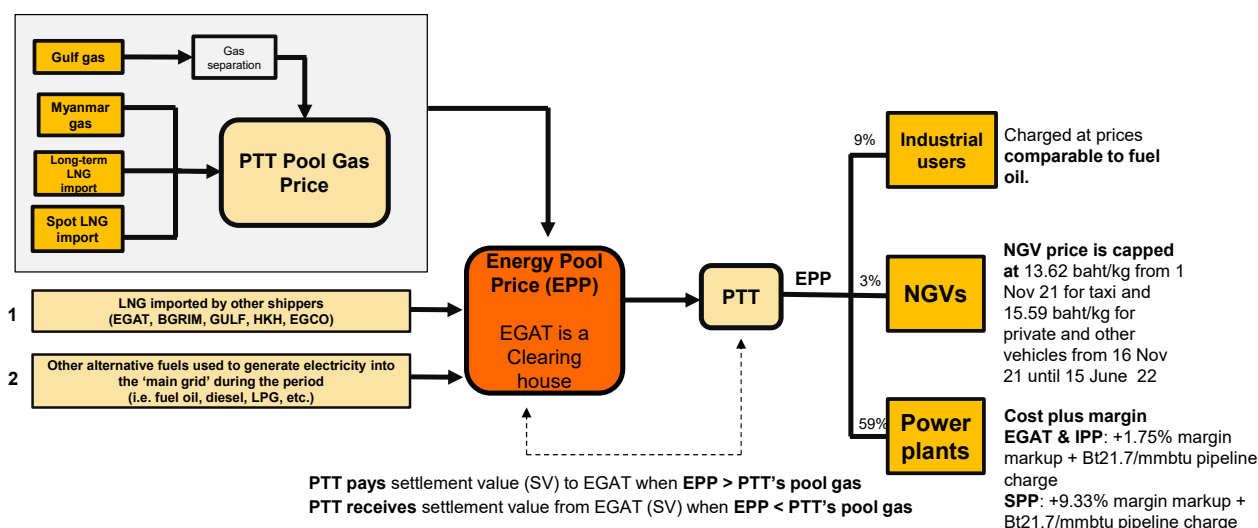 Gulf gas
Gas
separation
Myanmar
gas
Long-term
LNG
import
Spot LNG
import
PTT Pool Gas
Price
1
LNG imported by other shippers
(EGAT, BGRIM, GULF, HKH, EGCO)
2
Other alternative fuels used to generate electricity into
the ‘main grid’ during the period
(i.e. fuel oil, diesel, LPG, etc.)
Energy Pool
Price (EPP)
EGAT is a
Clearing
house
PTT
EPP
9%
Industrial
users
Charged at prices
comparable to fuel
oil.
3%
NGVs
NGV price is capped
at 13.62 baht/kg from 1
Nov 21 for taxi and
15.59 baht/kg for
private and other
vehicles from 16 Nov
21 until 15 June 22
59%
Power
plants
Cost plus margin
EGAT & IPP: +1.75% margin
markup + Bt21.7/mmbtu pipeline
charge
SPP: +9.33% margin markup +
Bt21.7/mmbtu pipeline charge
PTT pays settlement value (SV) to EGAT when EPP > PTT’s pool gas
PTT receives settlement value from EGAT (SV) when EPP < PTT’s pool gas